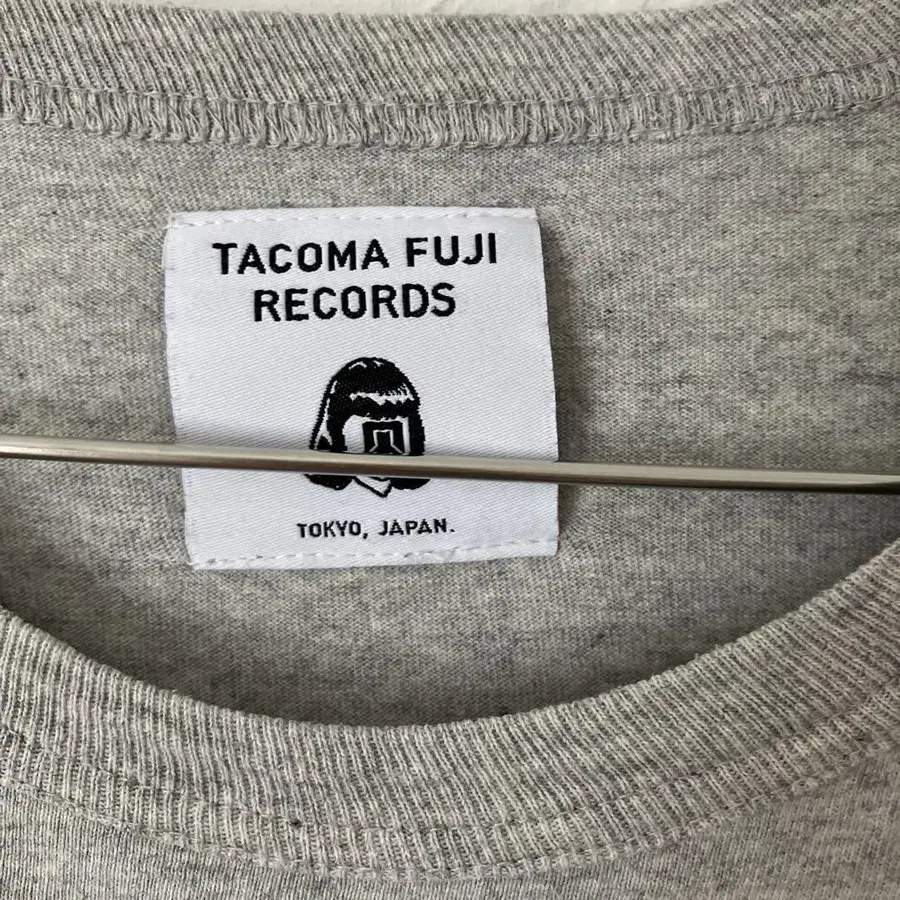 TACOMA FUJI
RECORDS
TOKYO, JAPAN.